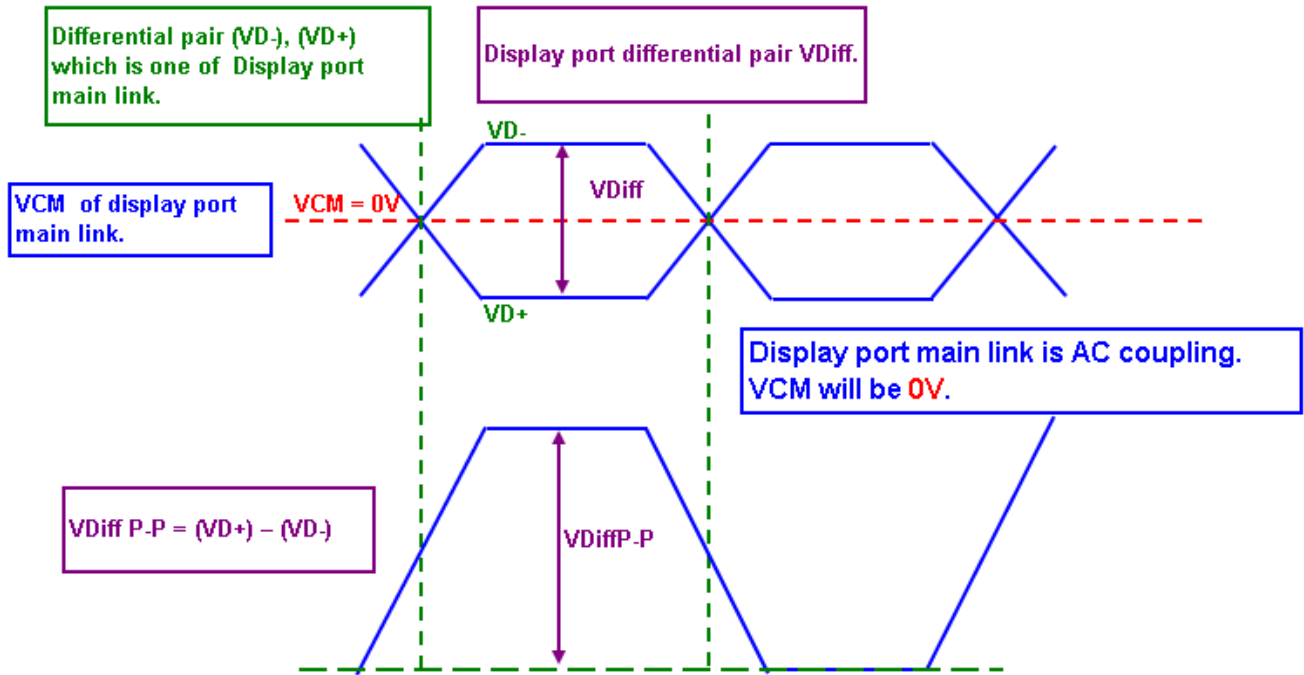 Differential pair (VD-), (VD+)
which is one of Display port
main link.
Display port differential pair VDiff.
VD-
VCM of display port
main link.
VCM = 0V
VDiff
VD+
Display port main link is AC coupling.
VCM will be 0V.
VDiff P-P = (VD+) – (VD-)
VDiffP-P